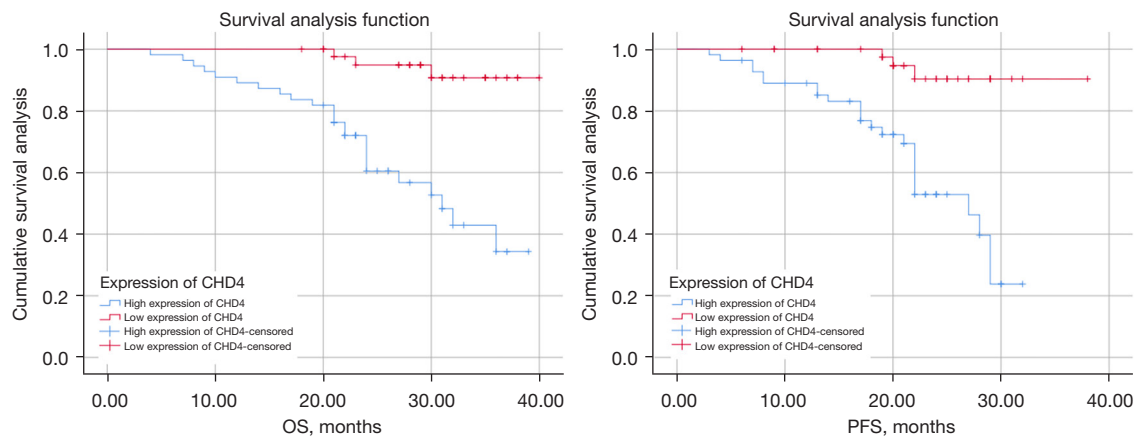 Survival analysis function
Cumulative survival analysis
1.0
0.8
0.6
0.4
0.2
0.0
Expression of CHD4
High expression of CHD4
Low expression of CHD4
High expression of CHD4-censored
Low expression of CHD4-censored
0.00 10.00 20.00 30.00 40.00
OS, months
Survival analysis function
Cumulative survival analysis
1.0
0.8
0.6
0.4
0.2
0.0
Expression of CHD4
High expression of CHD4
Low expression of CHD4
High expression of CHD4-censored
Low expression of CHD4-censored
0.00 10.00 20.00 30.00 40.00
PFS, months